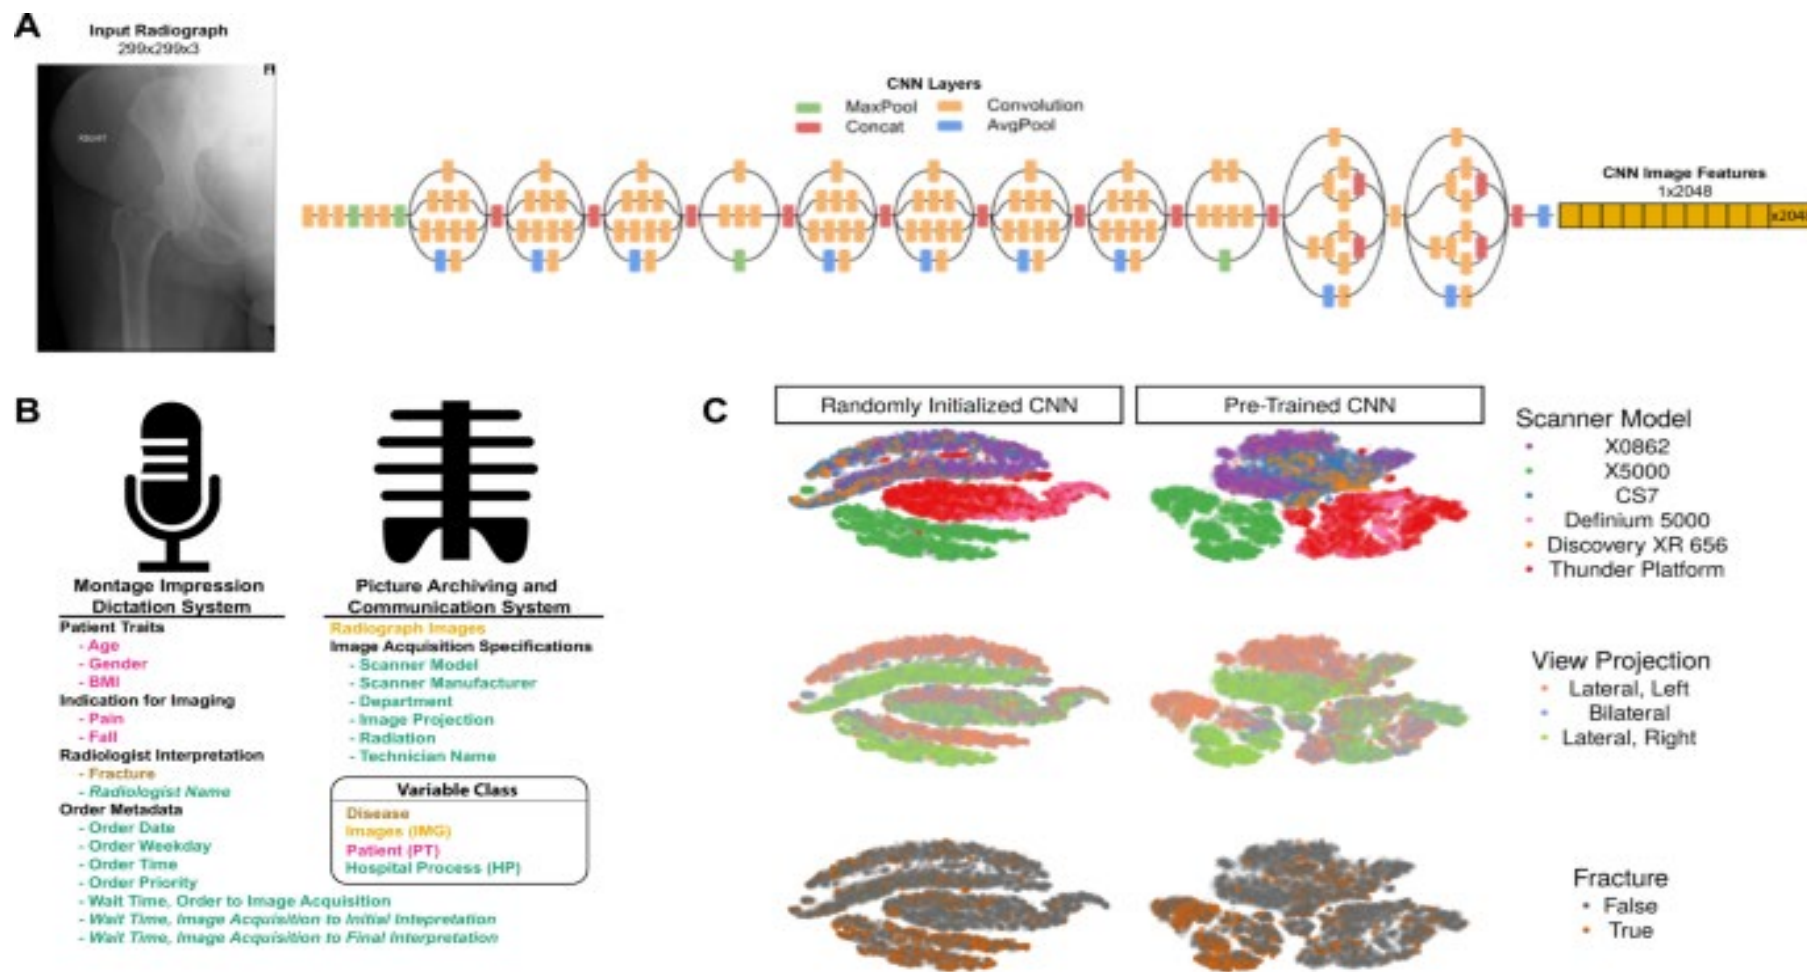 A
Input Radiograph
299x299x3
RIGHT
CNN Layers
MaxPool
Convolution
Concat
AvgPool
CNN Image Features
1x2048
x204
B
Montage Impression
Dictation System
Patient Traits
- Age
- Gender
- BMI
Indication for Imaging
- Pain
- Fall
Radiologist Interpretation
- Fracture
- Radiologist Name
Order Metadata
- Order Date
- Order Weekday
- Order Time
- Order Priority
- Wait Time, Order to Image Acquisition
- Wait Time, Image Acquisition to Initial Intepretation
- Wait Time, Image Acquisition to Final Interpretation
Picture Archiving and
Communication System
Radiograph Images
Image Acquisition Specifications
- Scanner Model
- Scanner Manufacturer
- Department
- Image Projection
- Radiation
- Technician Name
Variable Class
Disease
Images (IMG)
Patient (PT)
Hospital Process (HP)
C
Randomly Initialized CNN
Pre-Trained CNN
Scanner Model
X0862
X5000
CS7
Definium 5000
Discovery XR 656
Thunder Platform
View Projection
Lateral, Left
Bilateral
Lateral, Right
Fracture
False
True